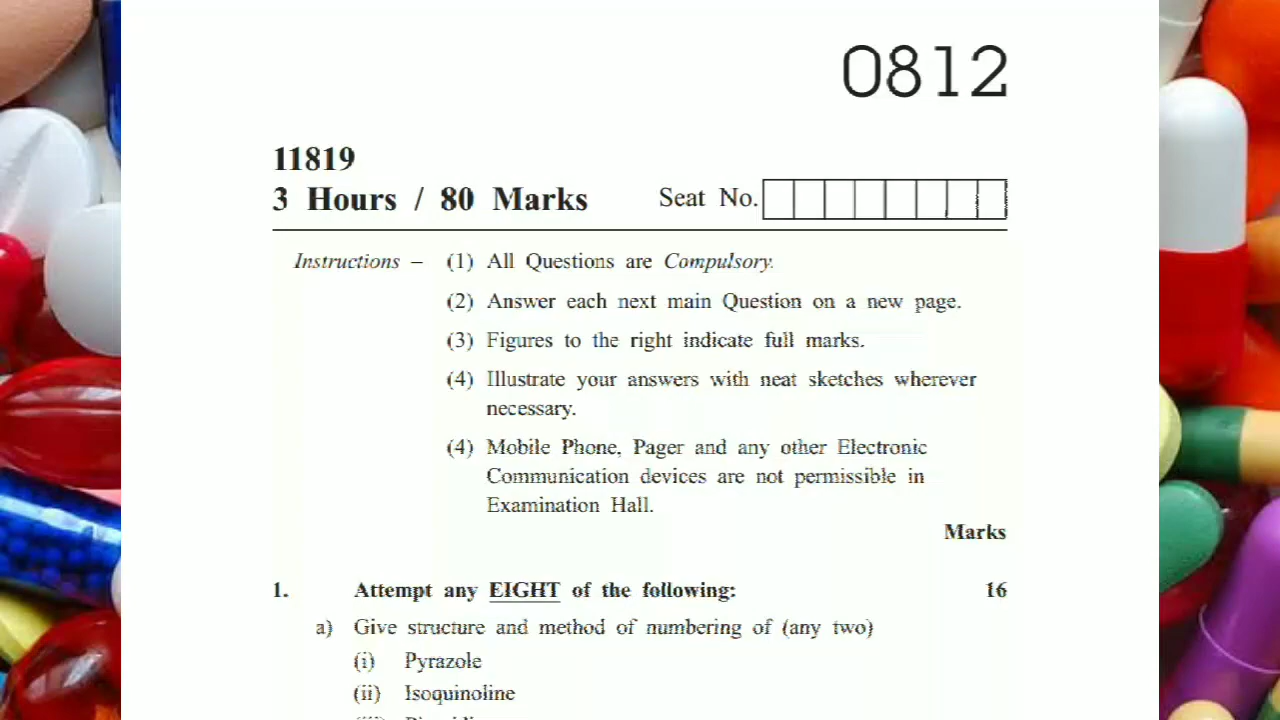 0812
11819
3 Hours / 80 Marks Seat No.
Instructions – (1) All Questions are Compulsory.
(2) Answer each next main Question on a new page.
(3) Figures to the right indicate full marks.
(4) Illustrate your answers with neat sketches wherever
necessary.
(4) Mobile Phone, Pager and any other Electronic
Communication devices are not permissible in
Examination Hall.
Marks
1. Attempt any EIGHT of the following: 16
a) Give structure and method of numbering of (any two)
(i) Pyrazole
(ii) Isoquinoline